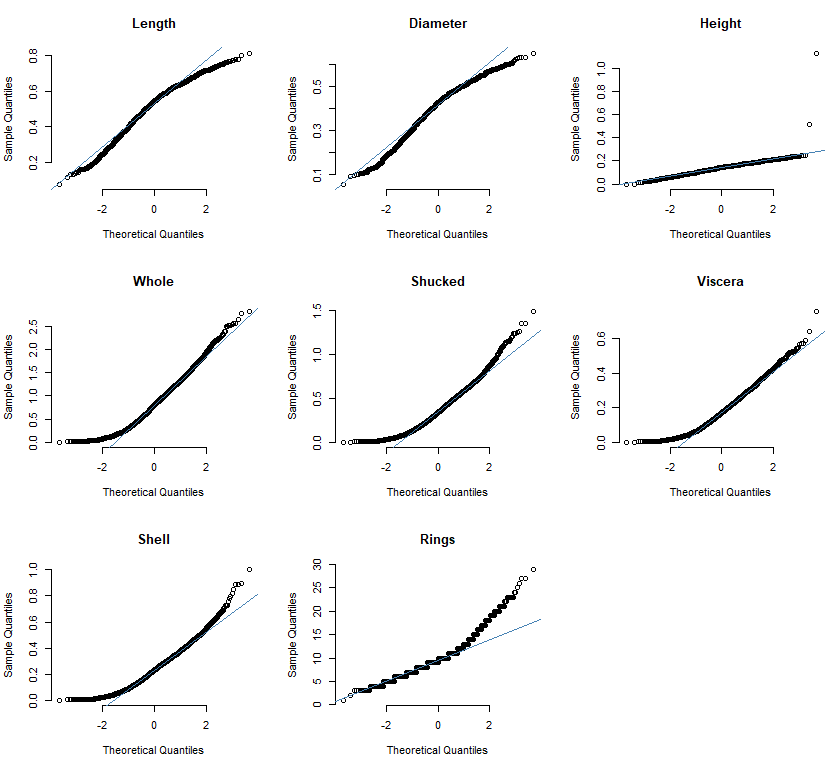 Length Diameter Height
Sample Quantiles Sample Quantiles Sample Quantiles
0.2 0.4 0.6 0.8 0.1 0.3 0.5 0.0 0.2 0.4 0.6 0.8 1.0
-2 0 2 -2 0 2 -2 0 2
Theoretical Quantiles Theoretical Quantiles Theoretical Quantiles
Whole Shucked Viscera
Sample Quantiles Sample Quantiles Sample Quantiles
0.0 0.5 1.0 1.5 2.0 2.5 0.0 0.5 1.0 1.5 0.0 0.2 0.4 0.6
-2 0 2 -2 0 2 -2 0 2
Theoretical Quantiles Theoretical Quantiles Theoretical Quantiles
Shell Rings
Sample Quantiles Sample Quantiles
0.0 0.2 0.4 0.6 0.8 1.0 0 5 10 15 20 25 30
-2 0 2 -2 0 2
Theoretical Quantiles Theoretical Quantiles